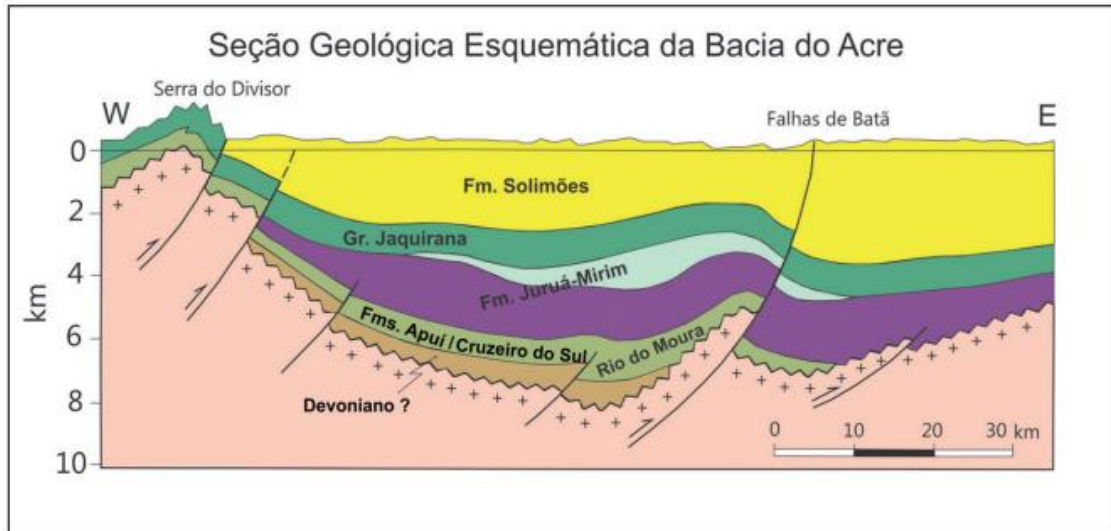 Seção Geológica Esquemática da Bacia do Acre
Serra do Divisor
W
Falhas de Batã
E
0
Fm. Solimões
2
Gr. Jaquirana
4
Fm. Juruá-Mirim
km
6
Fms. Apuí / Cruzeiro do Sul
Rio do Moura
8
Devoniano ?
0 10 20 30 km
10